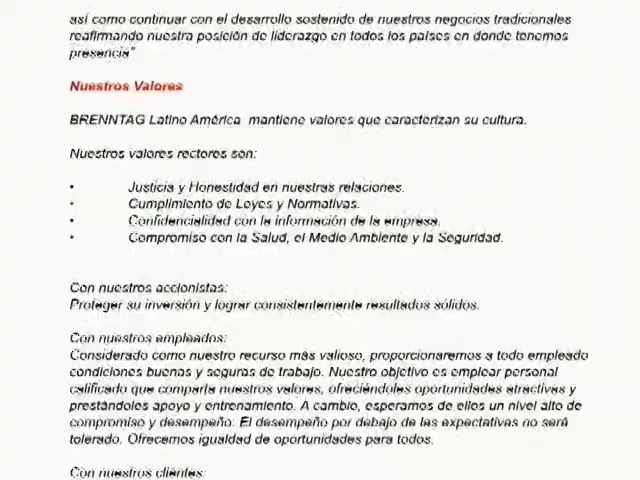 así como continuar con el desarrollo sostenido de nuestros negocios tradicionales
reafirmando nuestra posición de liderazgo en todos los países en donde tenemos
presencia"
Nuestros Valores
BRENNTAG Latino América mantiene valores que caracterizan su cultura.
Nuestros valores rectores son:
• Justicia y Honestidad en nuestras relaciones.
• Cumplimiento de Leyes y Normativas.
• Confidencialidad con la información de la empresa.
• Compromiso con la Salud, el Medio Ambiente y la Seguridad.
Con nuestros accionistas:
Proteger su inversión y lograr consistentemente resultados sólidos.
Con nuestros empleados:
Considerado como nuestro recurso más valioso, proporcionaremos a todo empleado
condiciones buenas y seguras de trabajo. Nuestro objetivo es emplear personal
calificado que comparta nuestros valores, ofreciéndoles oportunidades atractivas y
prestándoles apoyo y entrenamiento. A cambio, esperamos de ellos un nivel alto de
compromiso y desempeño. El desempeño por debajo de las expectativas no será
tolerado. Ofrecemos igualdad de oportunidades para todos.
Con nuestros clientes: